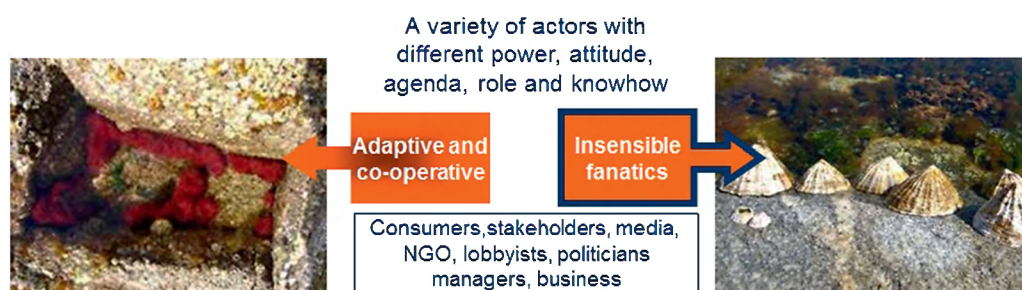 A variety of actors with
different power, attitude,
agenda, role and knowhow
Adaptive and
co-operative
Insensible
fanatics
Consumers,stakeholders, media,
NGO, lobbyists, politicians
managers, business